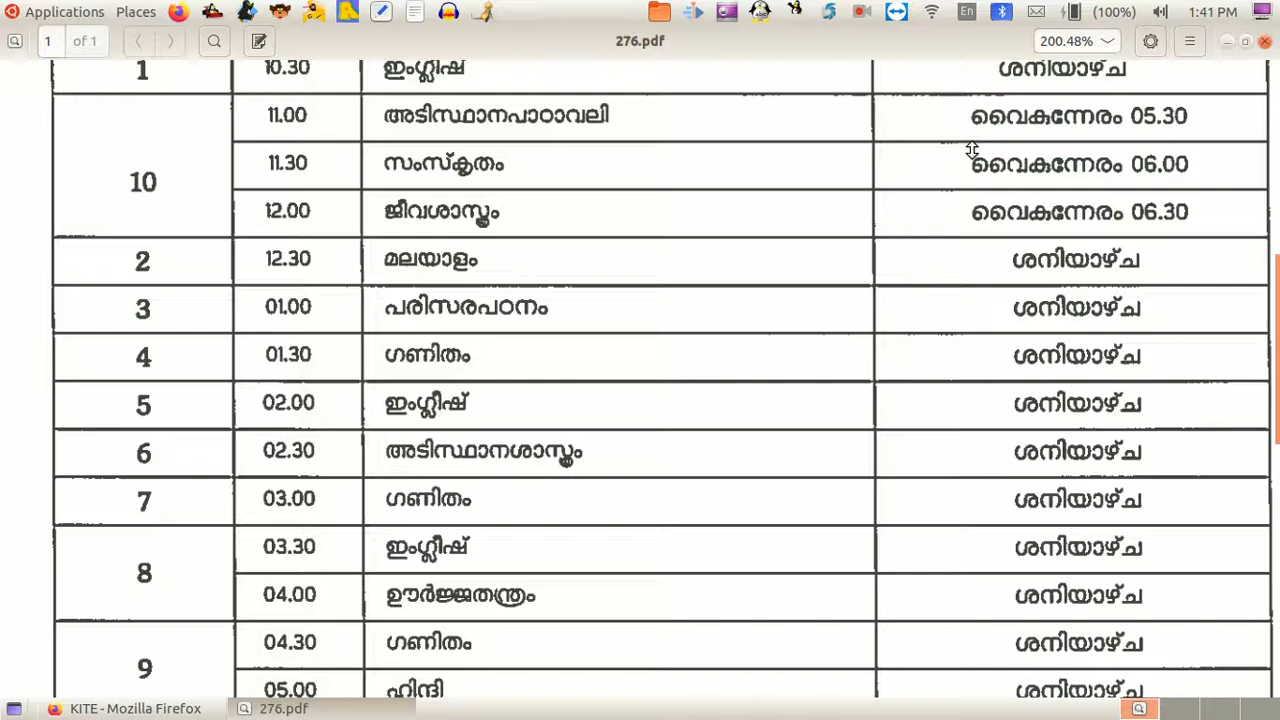 Applications Places En (100%) 1:41 PM
1 of 1 276.pdf 200.48%
1 10.30 ഇംഗ്ലീഷ് ശനിയാഴ്ച
10 11.00 അടിസ്ഥാനപാഠാവലി വൈകുന്നേരം 05.30
11.30 സംസ്കൃതം വൈകുന്നേരം 06.00
12.00 ജീവശാസ്ത്രം വൈകുന്നേരം 06.30
2 12.30 മലയാളം ശനിയാഴ്ച
3 01.00 പരിസരപഠനം ശനിയാഴ്ച
4 01.30 ഗണിതം ശനിയാഴ്ച
5 02.00 ഇംഗ്ലീഷ് ശനിയാഴ്ച
6 02.30 അടിസ്ഥാനശാസ്ത്രം ശനിയാഴ്ച
7 03.00 ഗണിതം ശനിയാഴ്ച
8 03.30 ഇംഗ്ലീഷ് ശനിയാഴ്ച
04.00 ഊർജ്ജതന്ത്രം ശനിയാഴ്ച
9 04.30 ഗണിതം ശനിയാഴ്ച
05.00 ഹിന്ദി ശനിയാഴ്ച
KITE - Mozilla Firefox 276.pdf